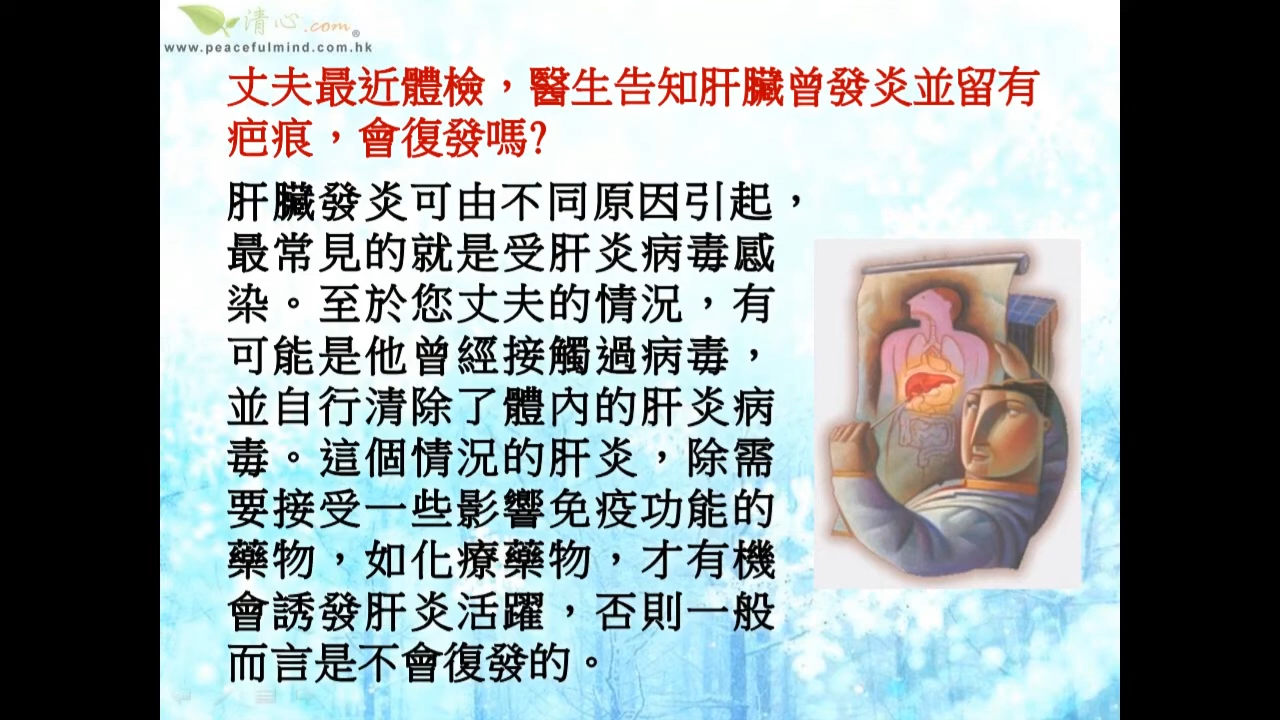 清心.com®
www.peacefulmind.com.hk
丈夫最近體檢，醫生告知肝臟曾發炎並留有
疤痕，會復發嗎?
肝臟發炎可由不同原因引起，
最常見的就是受肝炎病毒感
染。至於您丈夫的情況，有
可能是他曾經接觸過病毒，
並自行清除了體內的肝炎病
毒。這個情況的肝炎，除需
要接受一些影響免疫功能的
藥物，如化療藥物，才有機
會誘發肝炎活躍，否則一般
而言是不會復發的。